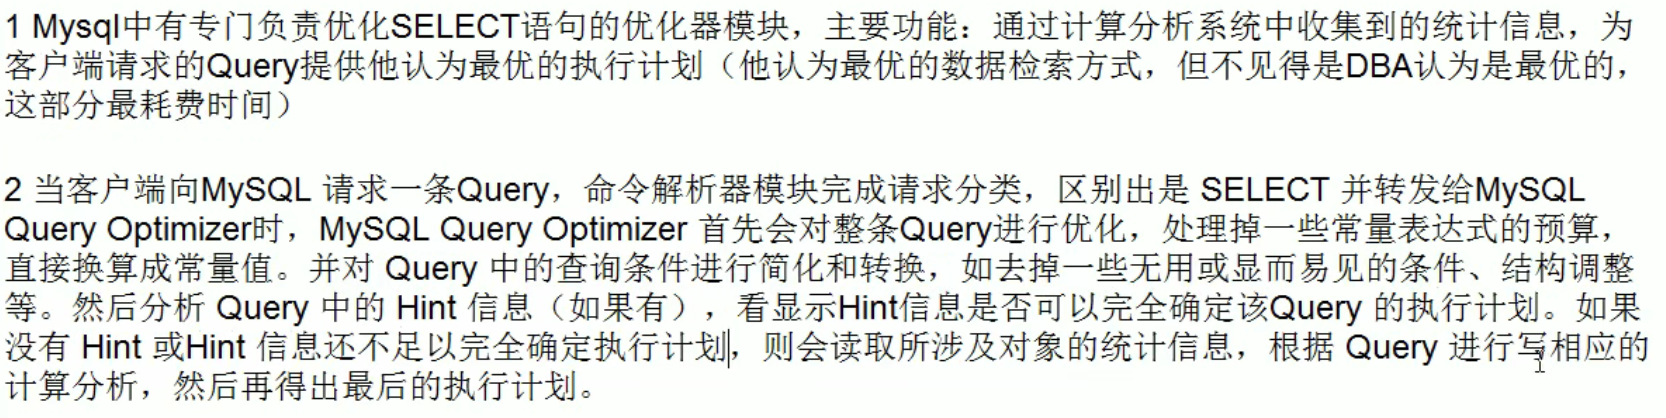 1 Mysql中有专门负责优化SELECT语句的优化器模块，主要功能：通过计算分析系统中收集到的统计信息，为
客户端请求的Query提供他认为最优的执行计划（他认为最优的数据检索方式，但不见得是DBA认为是最优的，
这部分最耗费时间）
2 当客户端向MySQL 请求一条Query，命令解析器模块完成请求分类，区别出是 SELECT 并转发给MySQL
Query Optimizer时，MySQL Query Optimizer 首先会对整条Query进行优化，处理掉一些常量表达式的预算，
直接换算成常量值。并对 Query 中的查询条件进行简化和转换，如去掉一些无用或显而易见的条件、结构调整
等。然后分析 Query 中的 Hint 信息（如果有），看显示Hint信息是否可以完全确定该Query 的执行计划。如果
没有 Hint 或Hint 信息还不足以完全确定执行计划，则会读取所涉及对象的统计信息，根据 Query 进行写相应的
计算分析，然后再得出最后的执行计划。